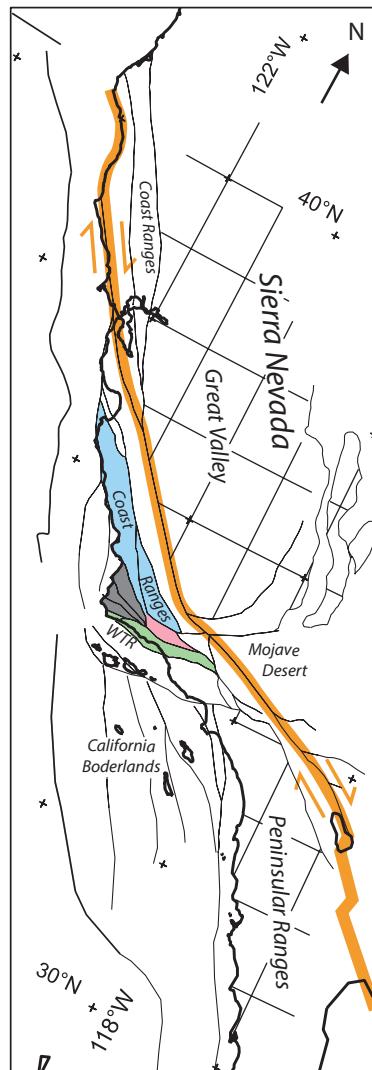 N
122°W
40°N
Coast Ranges
Sierra Nevada
Great Valley
Coast
Ranges
WTR
Mojave
Desert
California
Boderlands
Peninsular Ranges
30°N
118°W